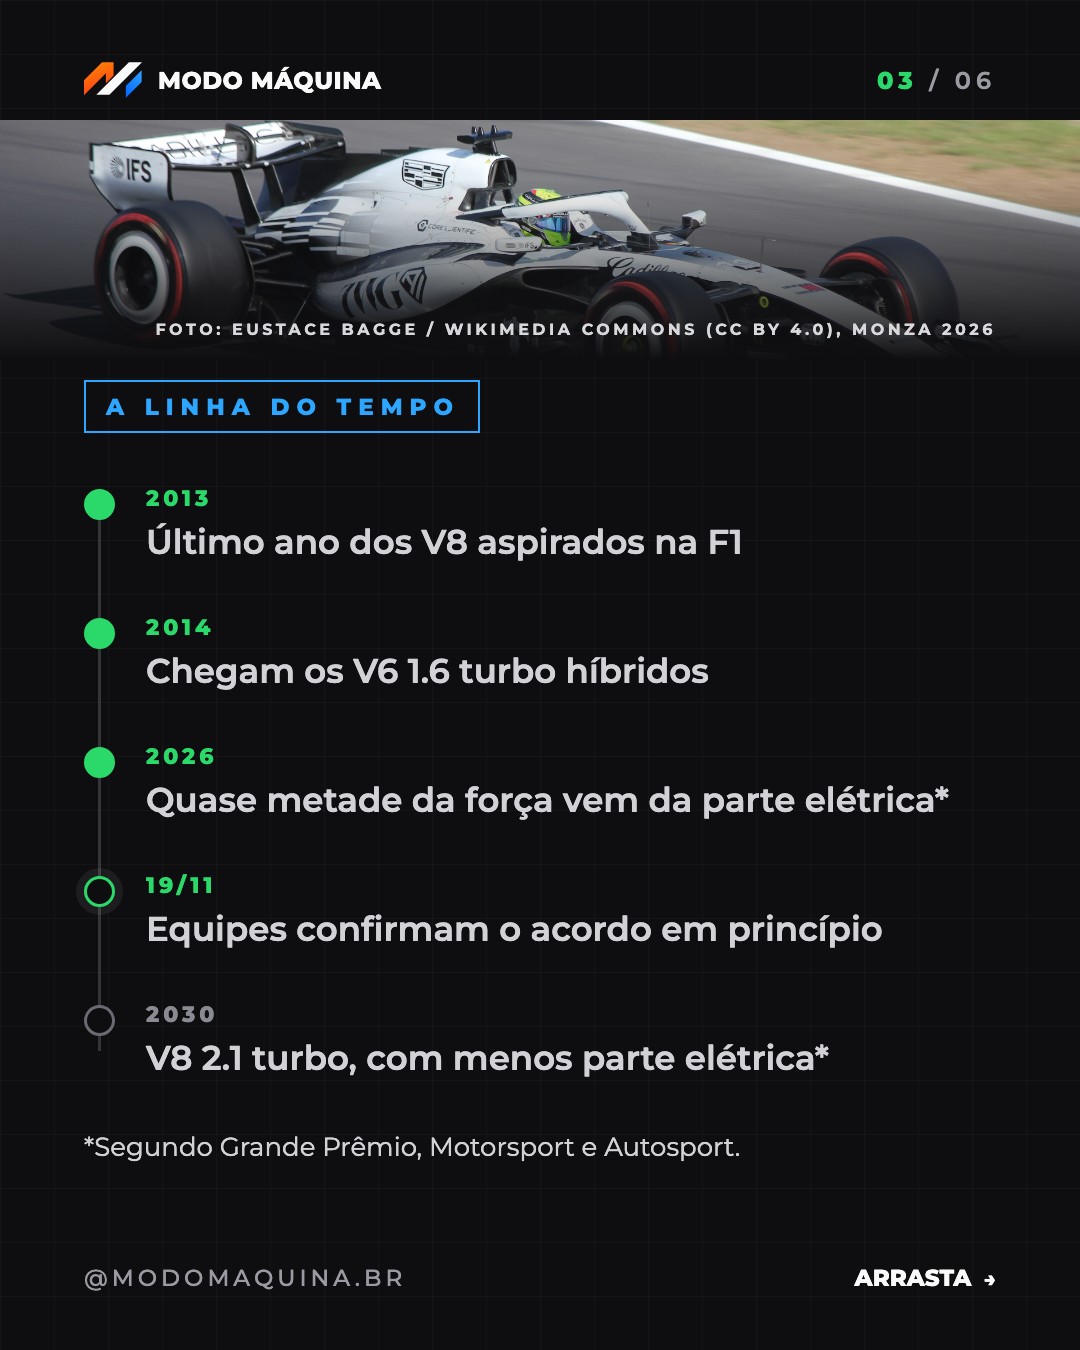 MODO MÁQUINA
03 / 06
IFS
Cadillac
FOTO: EUSTACE BAGGE / WIKIMEDIA COMMONS (CC BY 4.0), MONZA 2026
A LINHA DO TEMPO
2013
Último ano dos V8 aspirados na F1
2014
Chegam os V6 1.6 turbo híbridos
2026
Quase metade da força vem da parte elétrica*
19/11
Equipes confirmam o acordo em princípio
2030
V8 2.1 turbo, com menos parte elétrica*
*Segundo Grande Prêmio, Motorsport e Autosport.
@MODOMAQUINA.BR
ARRASTA →